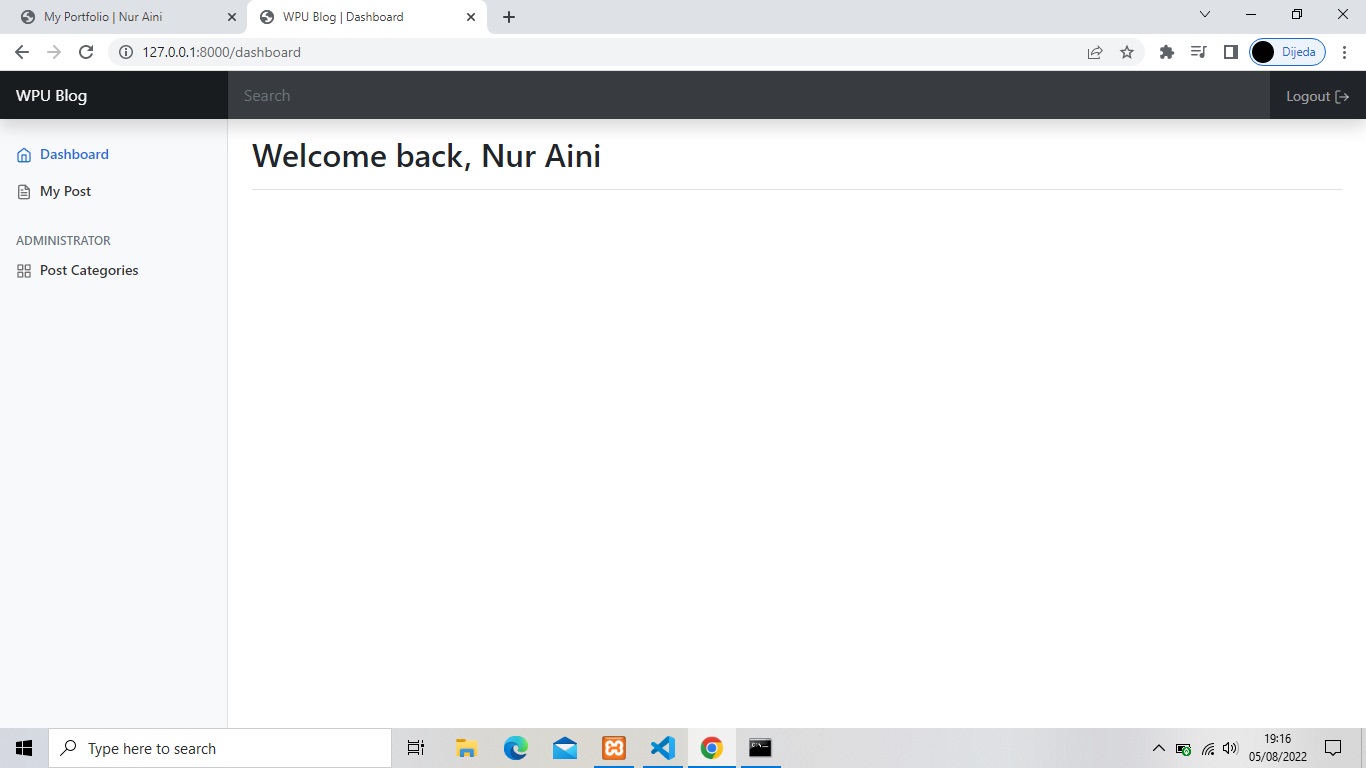 My Portfolio | Nur Aini
WPU Blog | Dashboard
127.0.0.1:8000/dashboard
Dijeda
WPU Blog
Search
Logout
Dashboard
My Post
ADMINISTRATOR
Post Categories
Welcome back, Nur Aini
Type here to search
19:16
05/08/2022